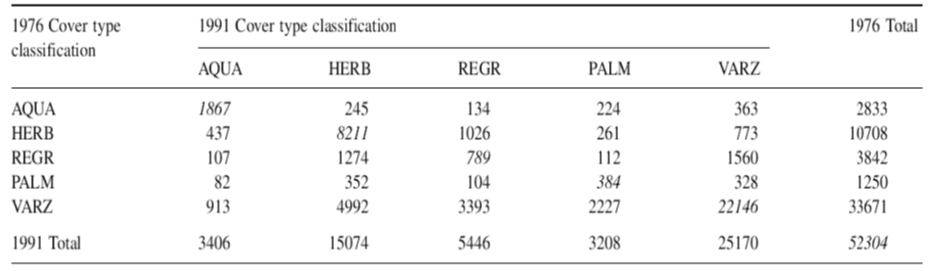 1976 Cover type 1991 Cover type classification 1976 Total
classification
AQUA HERB REGR PALM VARZ
AQUA 1867 245 134 224 363 2833
HERB 437 8211 1026 261 773 10708
REGR 107 1274 789 112 1560 3842
PALM 82 352 104 384 328 1250
VARZ 913 4992 3393 2227 22146 33671
1991 Total 3406 15074 5446 3208 25170 52304